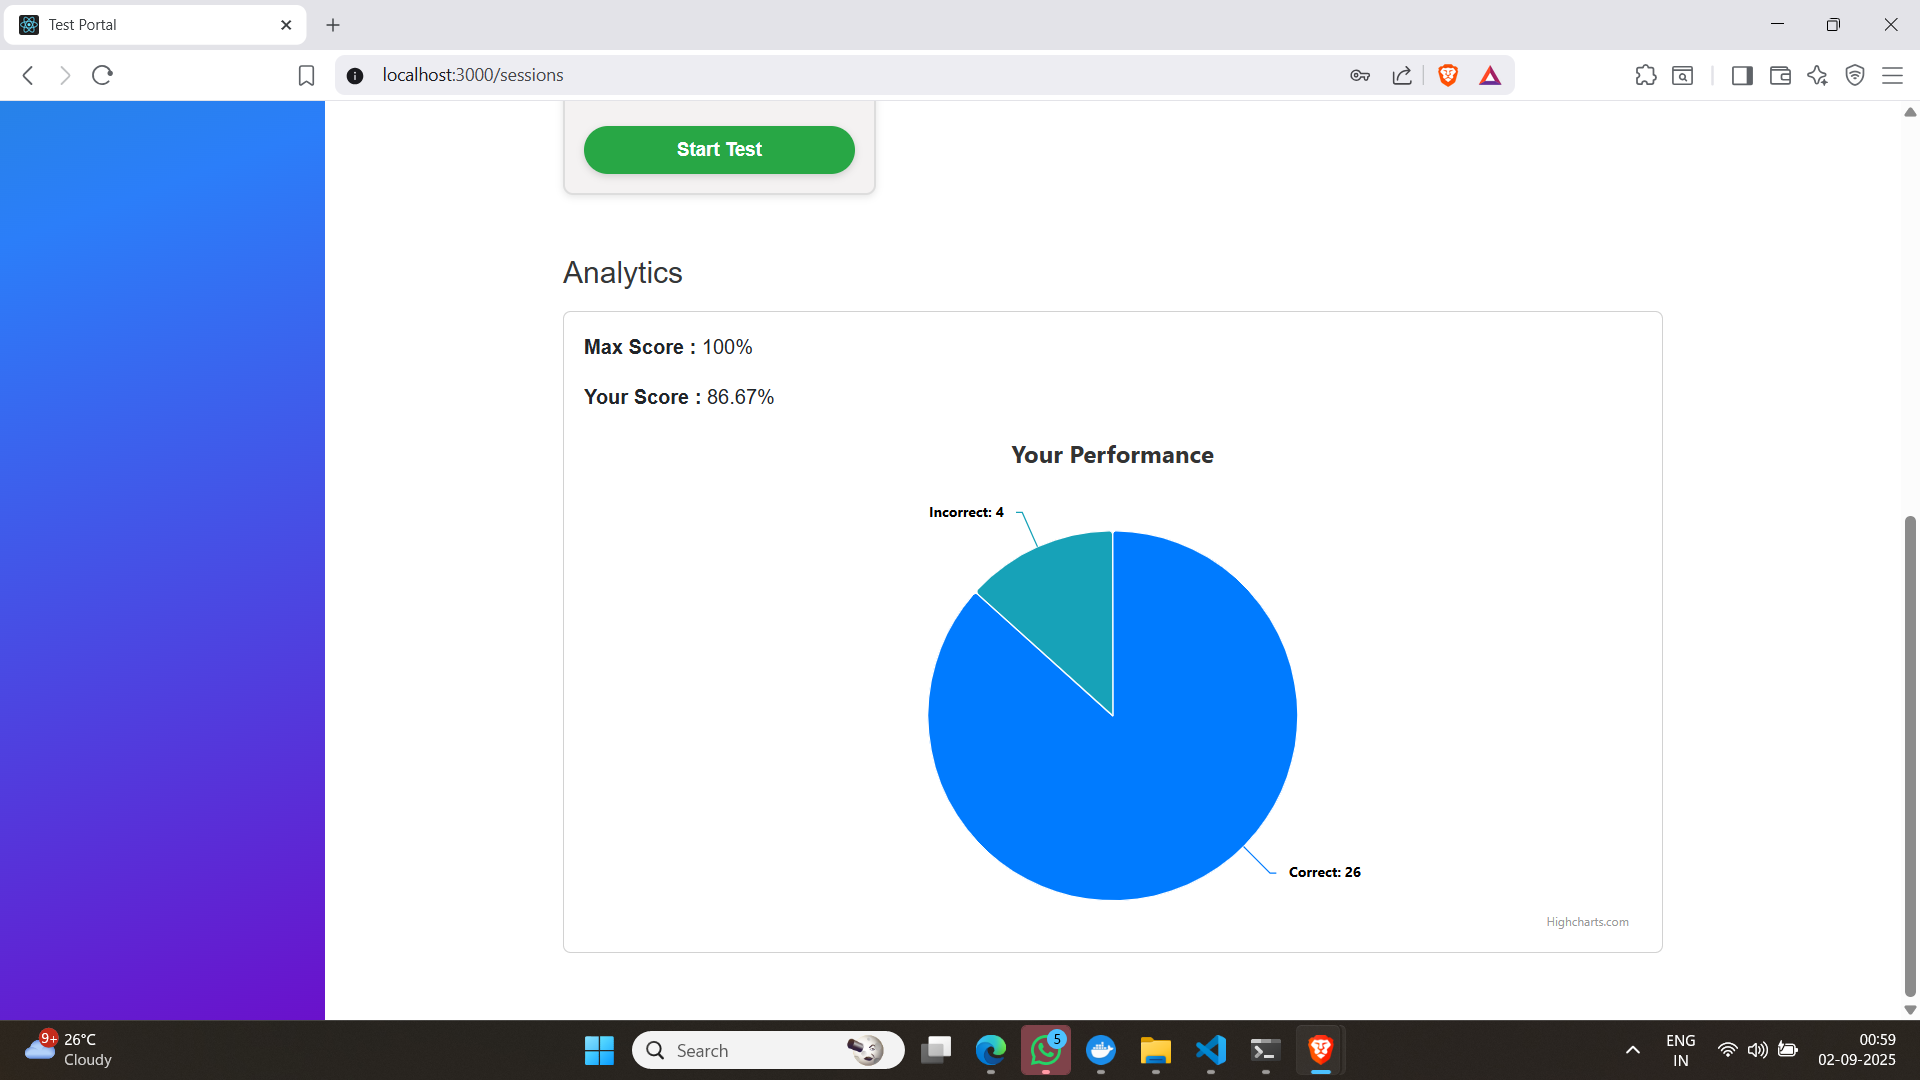 Test Portal
localhost:3000/sessions
Start Test
Analytics
Max Score : 100%
Your Score : 86.67%
Your Performance
Incorrect: 4
Correct: 26
Highcharts.com
9+
26°C
Cloudy
Search
5
ENG
IN
00:59
02-09-2025